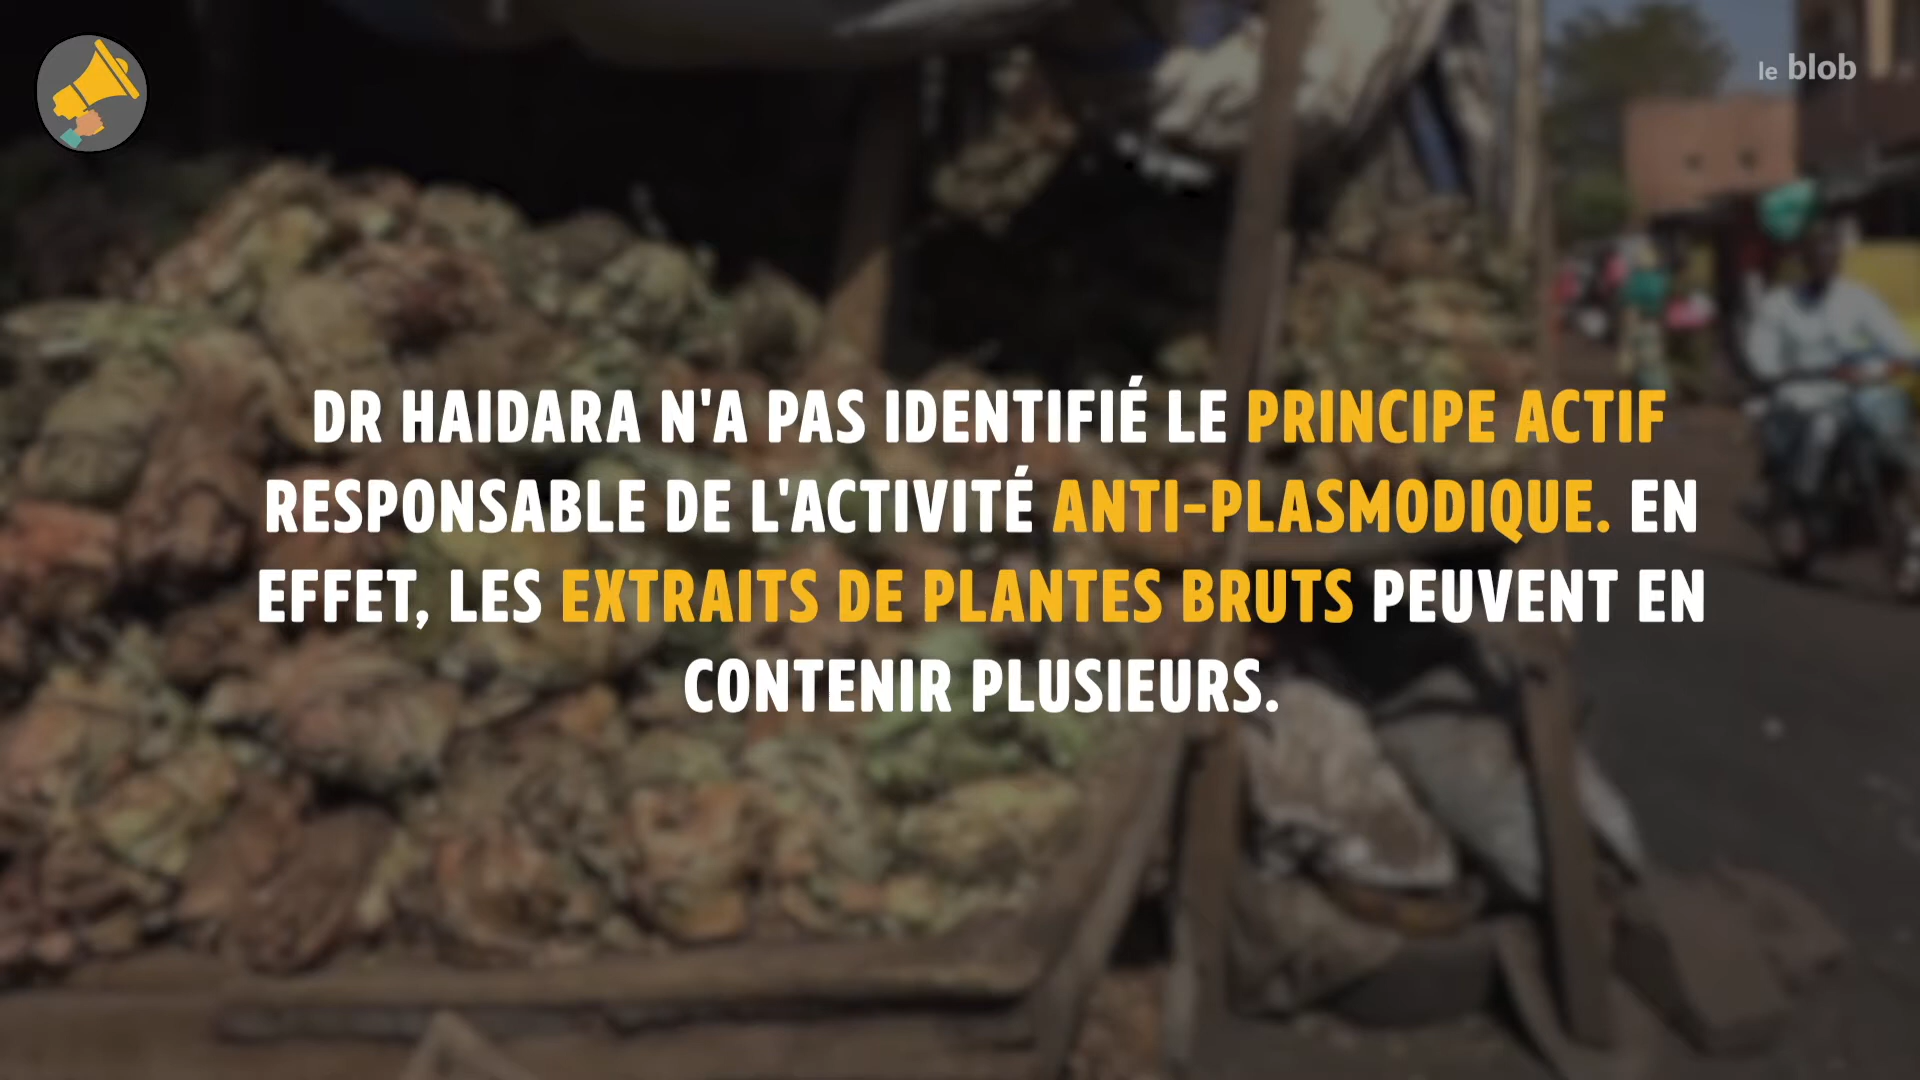 le blob
DR HAIDARA N'A PAS IDENTIFIÉ LE PRINCIPE ACTIF
RESPONSABLE DE L'ACTIVITÉ ANTI-PLASMODIQUE. EN
EFFET, LES EXTRAITS DE PLANTES BRUTS PEUVENT EN
CONTENIR PLUSIEURS.